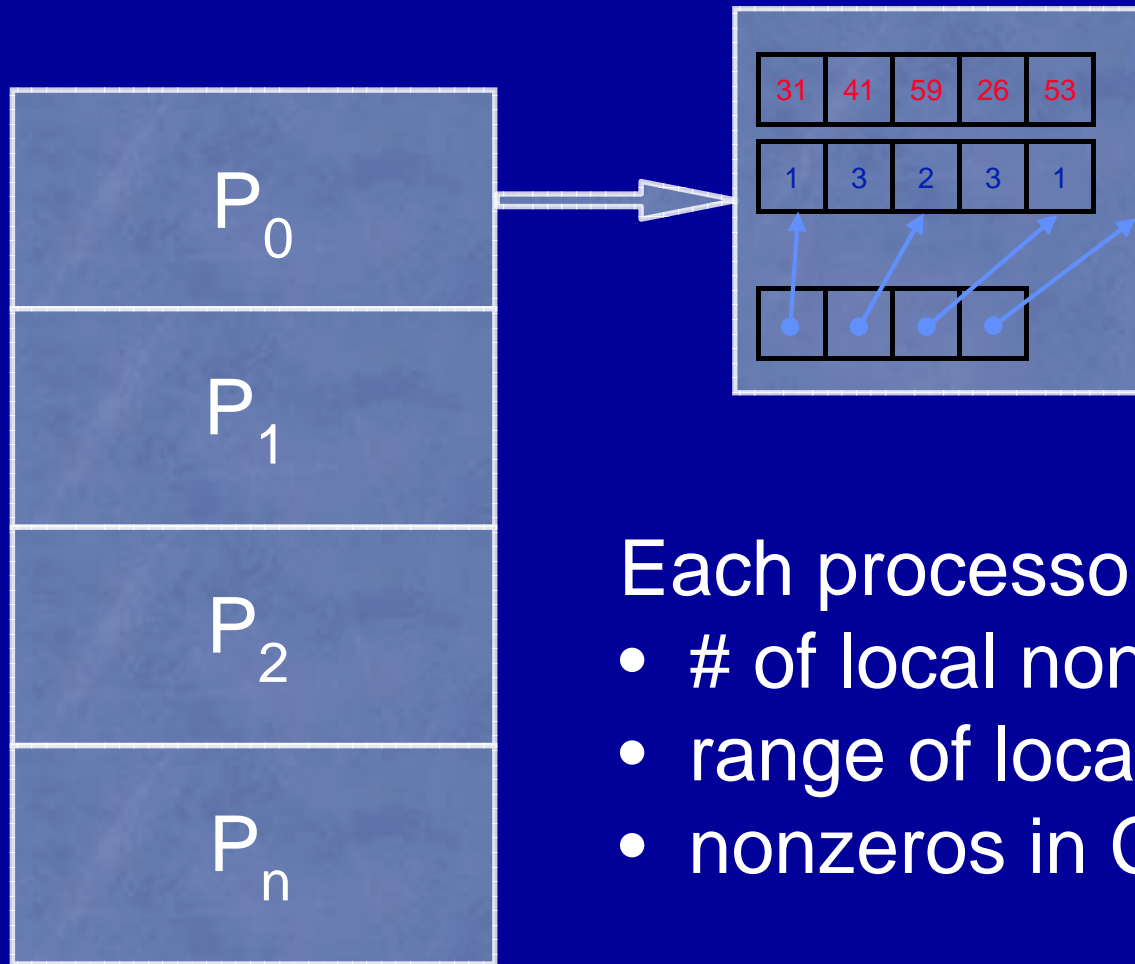 P0
P1
P2
Pn
31 41 59 26 53
1 3 2 3 1
Each processo
• # of local non
• range of loca
• nonzeros in